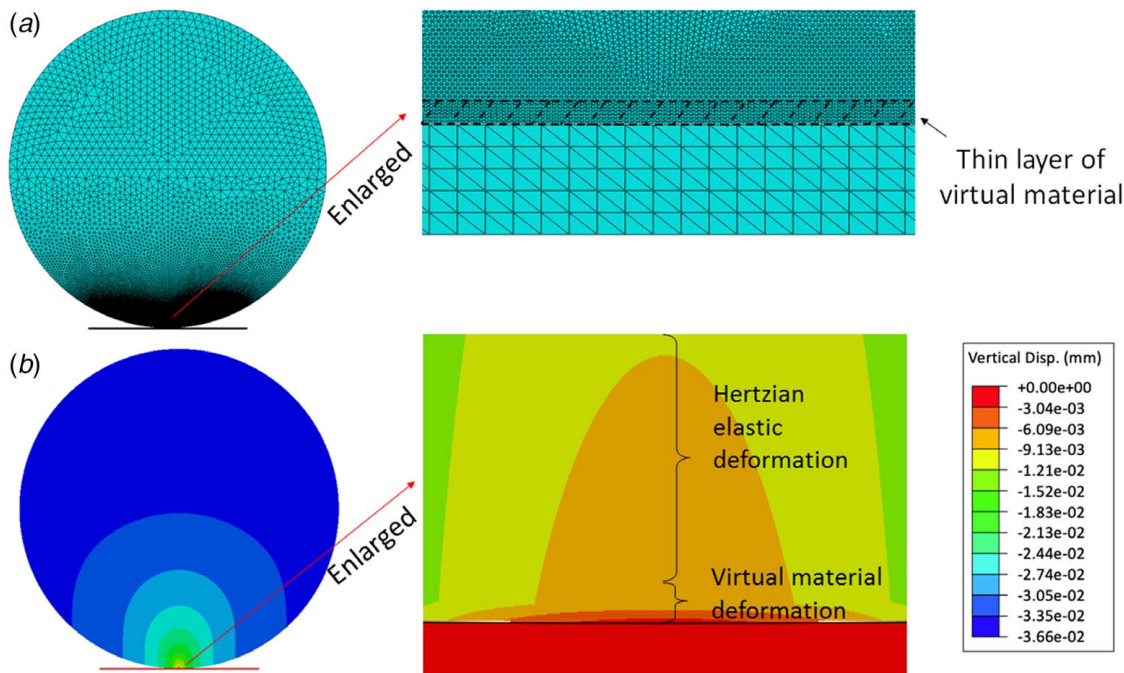 (a)
Enlarged
Thin layer of
virtual material
(b)
Enlarged
Hertzian
elastic
deformation
Virtual material
deformation
Vertical Disp. (mm)
+0.00e+00
-3.04e-03
-6.09e-03
-9.13e-03
-1.21e-02
-1.52e-02
-1.83e-02
-2.13e-02
-2.44e-02
-2.74e-02
-3.05e-02
-3.35e-02
-3.66e-02